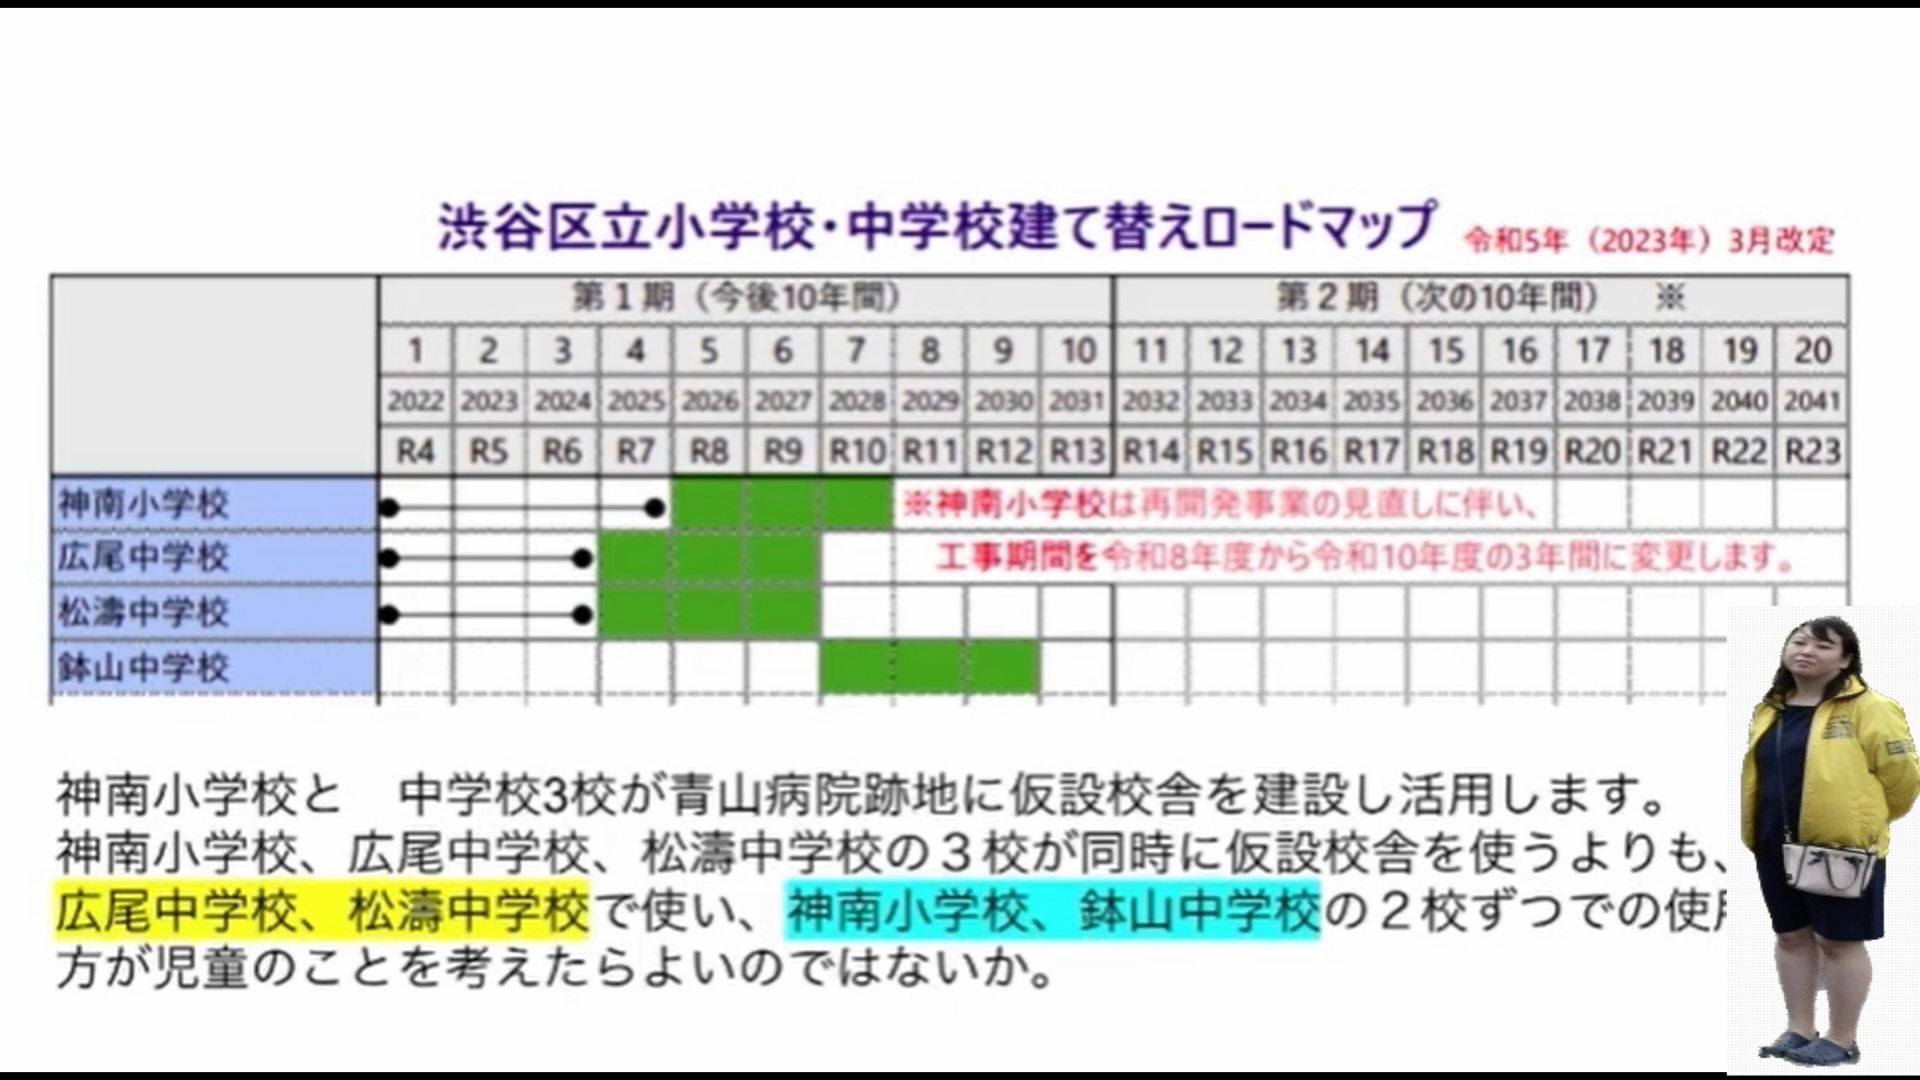 渋谷区立小学校・中学校建て替えロードマップ 令和5年（2023年）3月改定
第１期（今後10年間） 第２期（次の10年間） ※
1 2 3 4 5 6 7 8 9 10 11 12 13 14 15 16 17 18 19 20
2022 2023 2024 2025 2026 2027 2028 2029 2030 2031 2032 2033 2034 2035 2036 2037 2038 2039 2040 2041
R4 R5 R6 R7 R8 R9 R10 R11 R12 R13 R14 R15 R16 R17 R18 R19 R20 R21 R22 R23
神南小学校 ※神南小学校は再開発事業の見直しに伴い、
広尾中学校 工事期間を令和8年度から令和10年度の3年間に変更します。
松濤中学校
鉢山中学校
神南小学校と　中学校3校が青山病院跡地に仮設校舎を建設し活用します。
神南小学校、広尾中学校、松濤中学校の３校が同時に仮設校舎を使うよりも、
広尾中学校、松濤中学校で使い、神南小学校、鉢山中学校の２校ずつでの使
方が児童のことを考えたらよいのではないか。